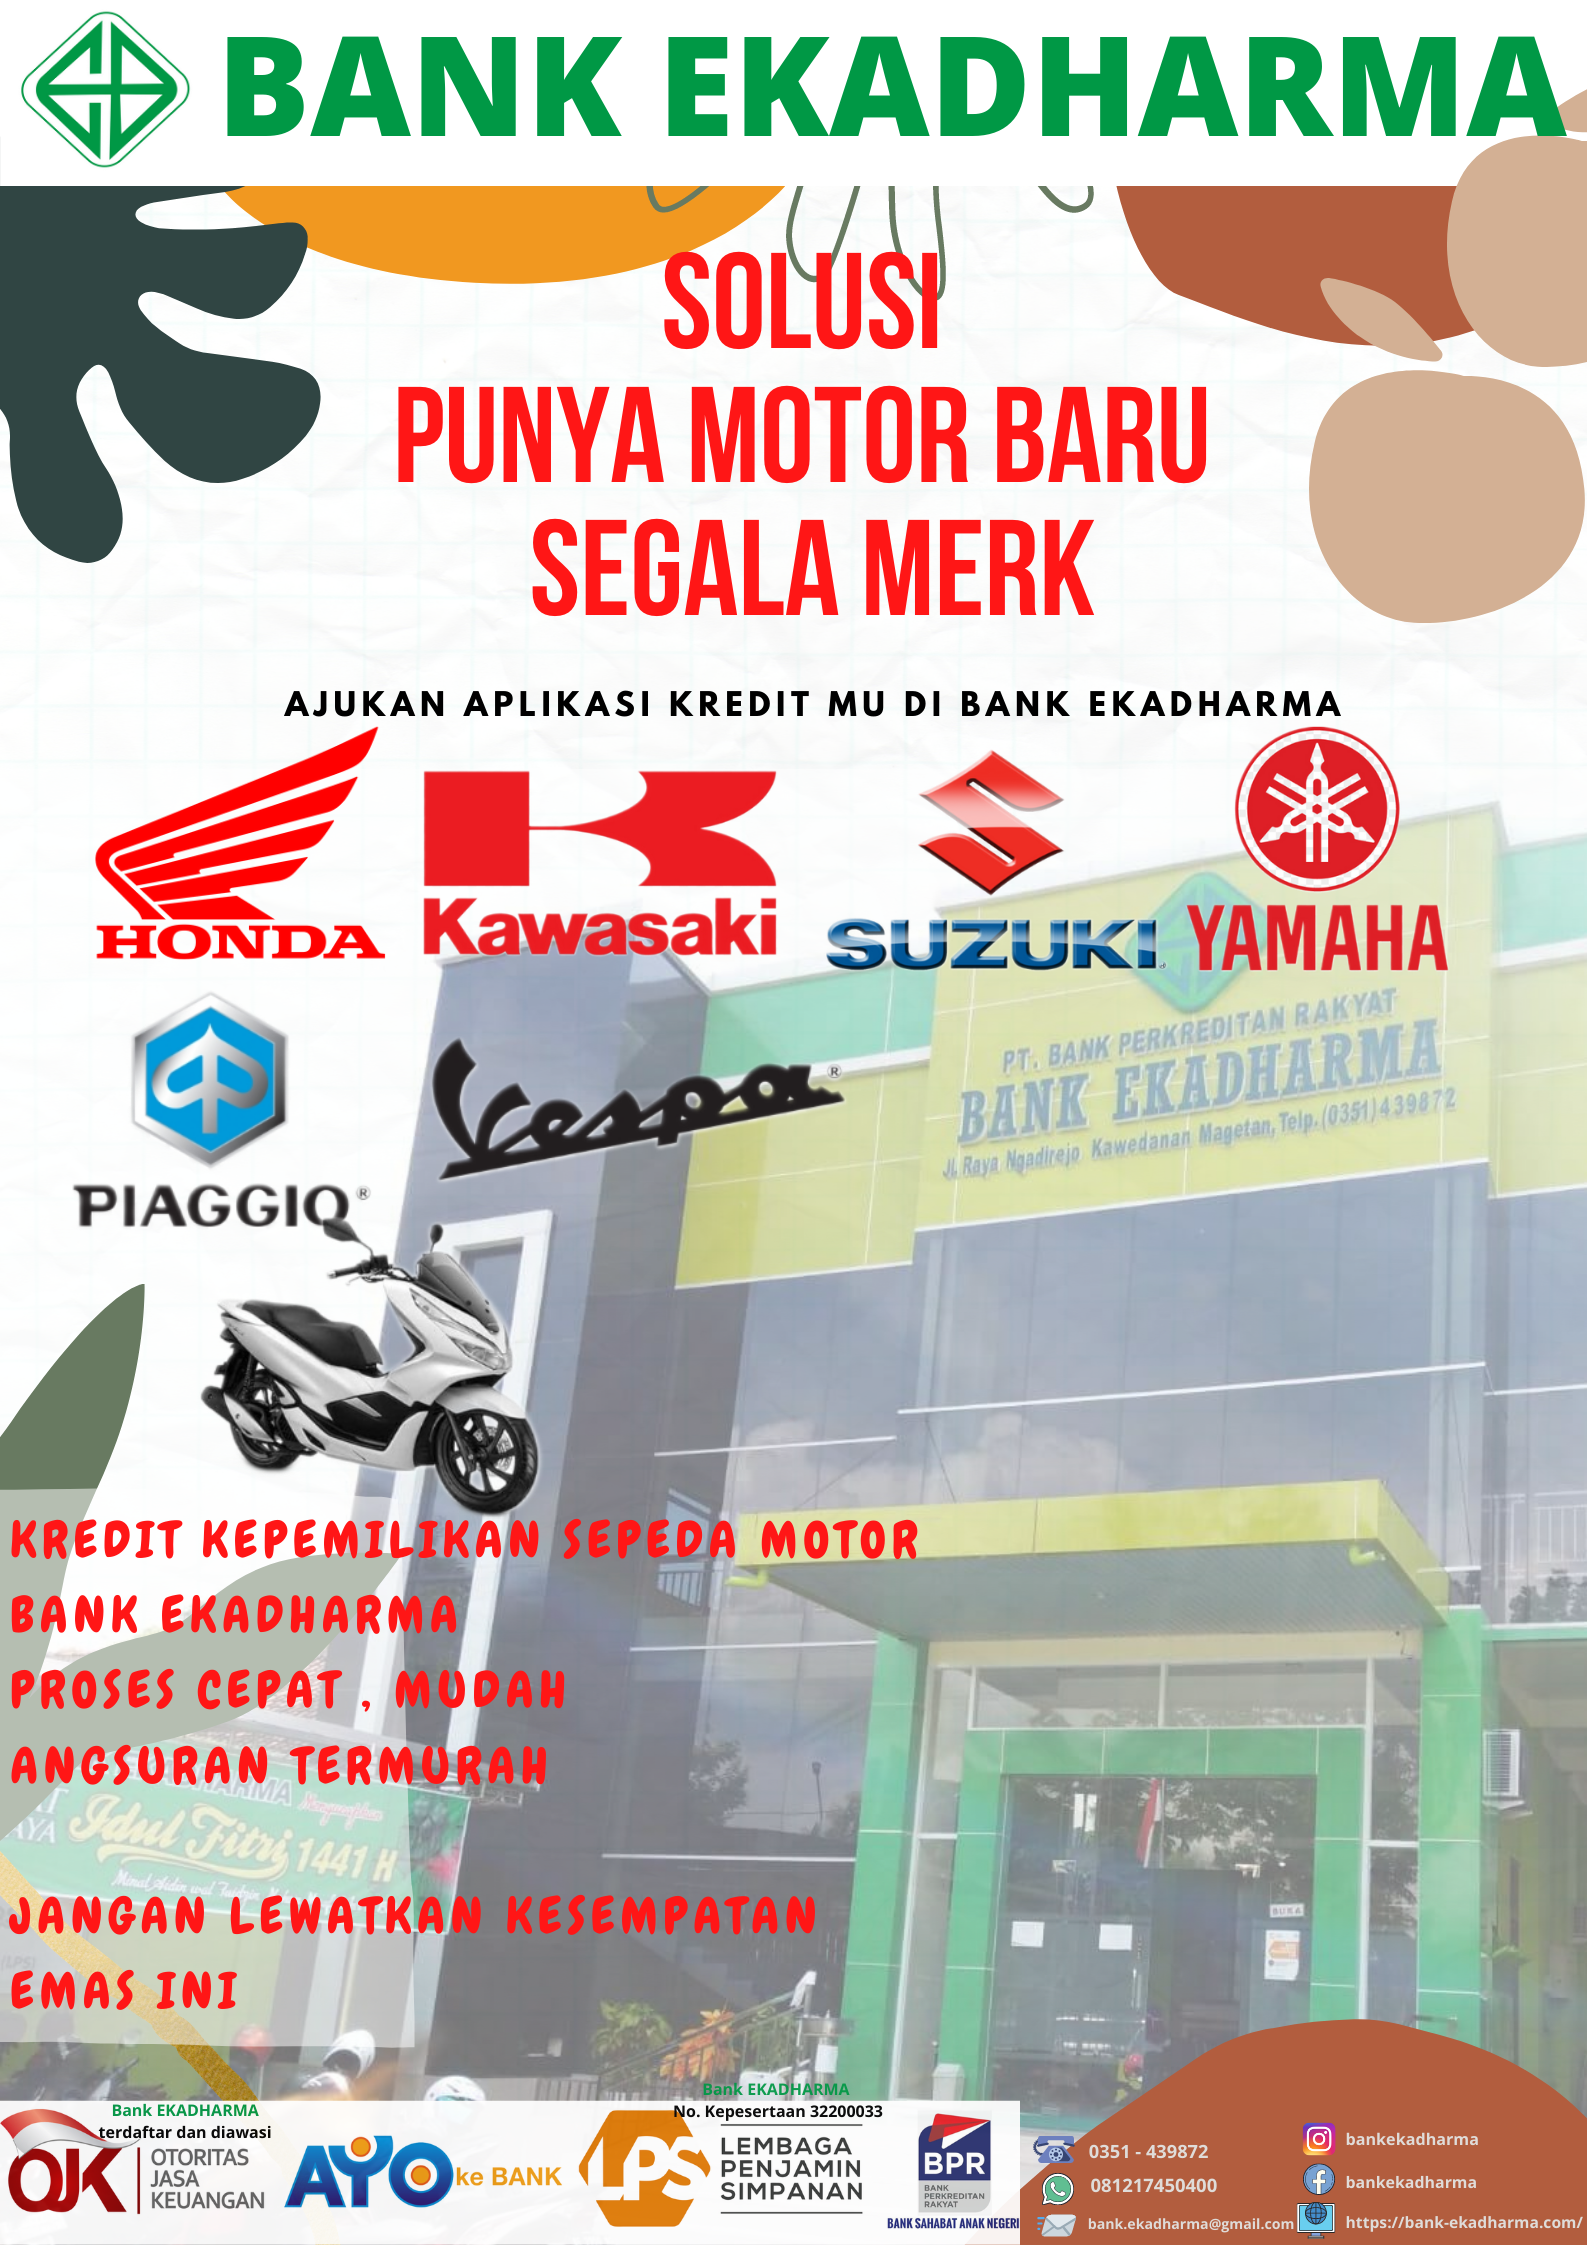 BANK EKADHARMA
SOLUSI
PUNYA MOTOR BARU
SEGALA MERK
AJUKAN APLIKASI KREDIT MU DI BANK EKADHARMA
HONDA
Kawasaki
SUZUKI
YAMAHA
PT. BANK PERKREDITAN RAKYAT
BANK EKADHARMA
Jl. Raya Ngadirejo Kawedanan Magetan, Telp. (0351) 439872
PIAGGIO®
Vespa®
KREDIT KEPEMILIKAN SEPEDA MOTOR
BANK EKADHARMA
PROSES CEPAT , MUDAH
ANGSURAN TERMURAH
Mengucapkan
Idul Fitri 1441 H
JANGAN LEWATKAN KESEMPATAN
EMAS INI
BUKA
(LPS)
Bank EKADHARMA
terdaftar dan diawasi
OJK
OTORITAS
JASA
KEUANGAN
AYO ke BANK
Bank EKADHARMA
No. Kepesertaan 32200033
LPS
LEMBAGA
PENJAMIN
SIMPANAN
BPR
BANK
PERKREDITAN
RAKYAT
BANK SAHABAT ANAK NEGERI
0351 - 439872
081217450400
bank.ekadharma@gmail.com
bankekadharma
bankekadharma
https://bank-ekadharma.com/